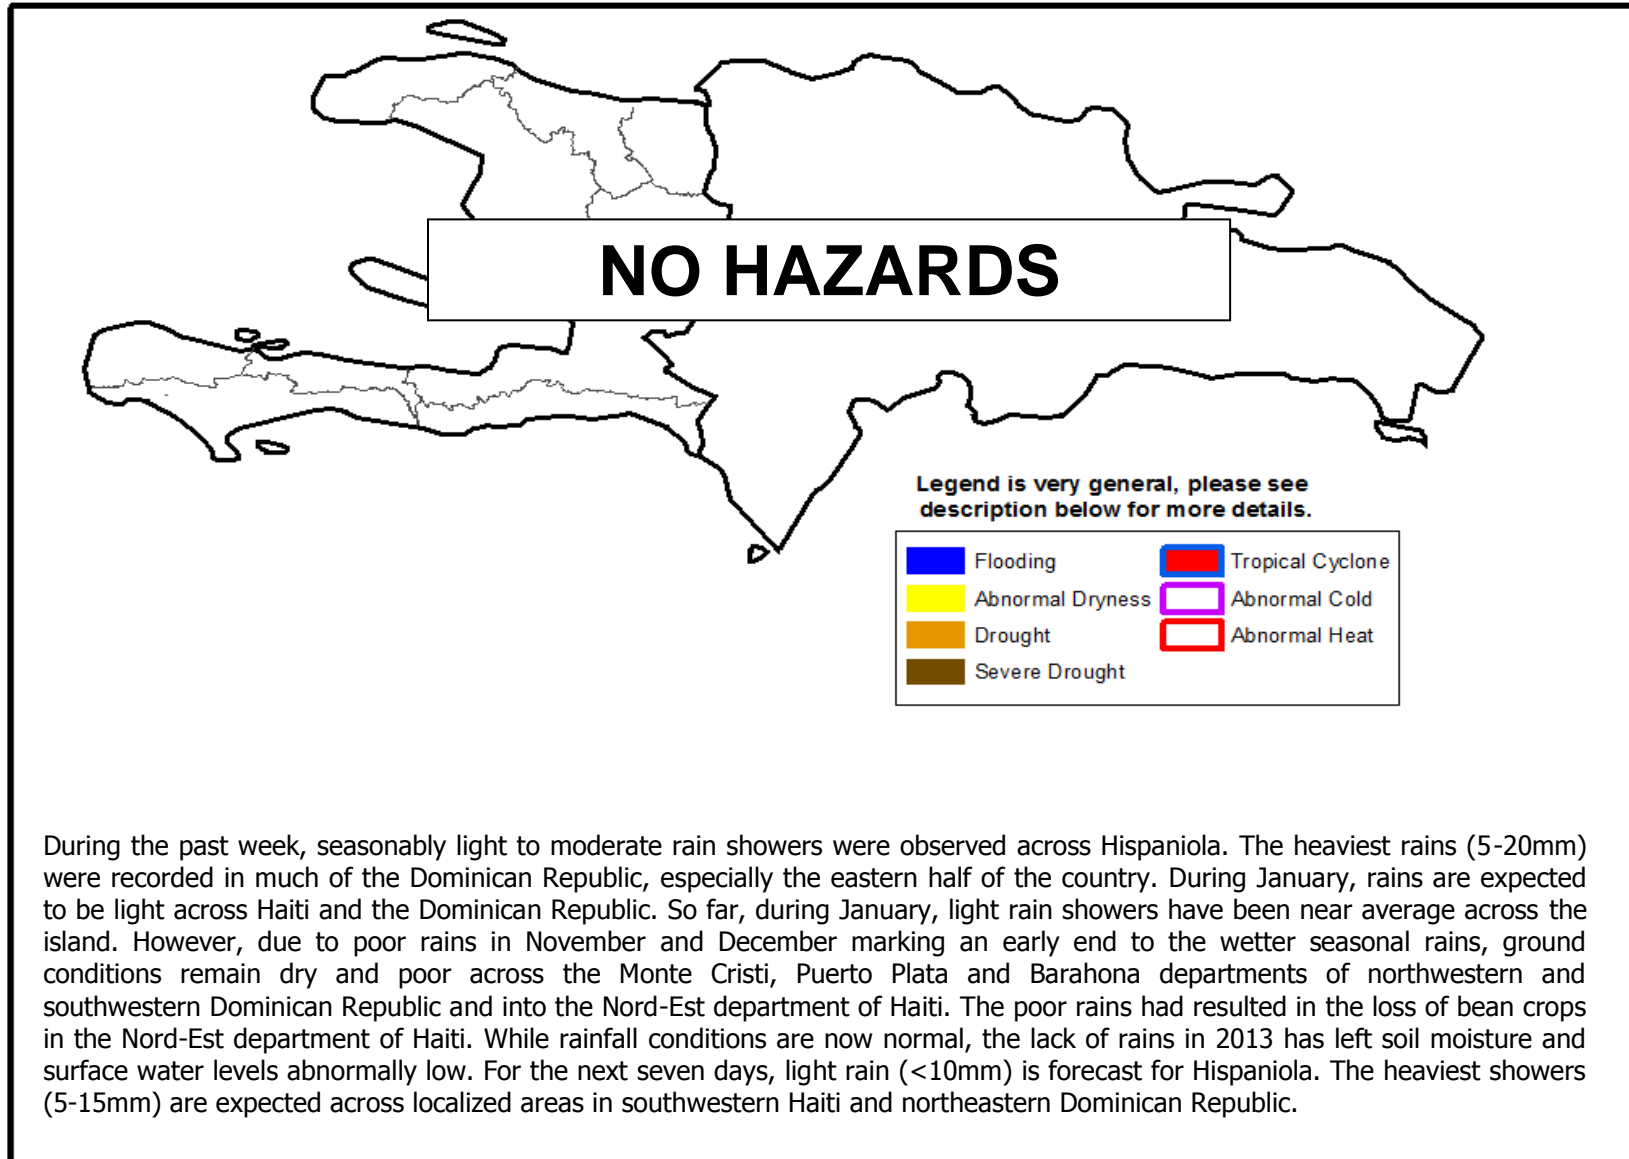 NO HAZARDS
Legend is very general, please see
description below for more details.
Flooding
Abnormal Dryness
Drought
Severe Drought
Tropical Cyclone
Abnormal Cold
Abnormal Heat
During the past week, seasonably light to moderate rain showers were observed across Hispaniola. The heaviest rains (5-20mm)
were recorded in much of the Dominican Republic, especially the eastern half of the country. During January, rains are expected
to be light across Haiti and the Dominican Republic. So far, during January, light rain showers have been near average across the
island. However, due to poor rains in November and December marking an early end to the wetter seasonal rains, ground
conditions remain dry and poor across the Monte Cristi, Puerto Plata and Barahona departments of northwestern and
southwestern Dominican Republic and into the Nord-Est department of Haiti. The poor rains had resulted in the loss of bean crops
in the Nord-Est department of Haiti. While rainfall conditions are now normal, the lack of rains in 2013 has left soil moisture and
surface water levels abnormally low. For the next seven days, light rain (<10mm) is forecast for Hispaniola. The heaviest showers
(5-15mm) are expected across localized areas in southwestern Haiti and northeastern Dominican Republic.